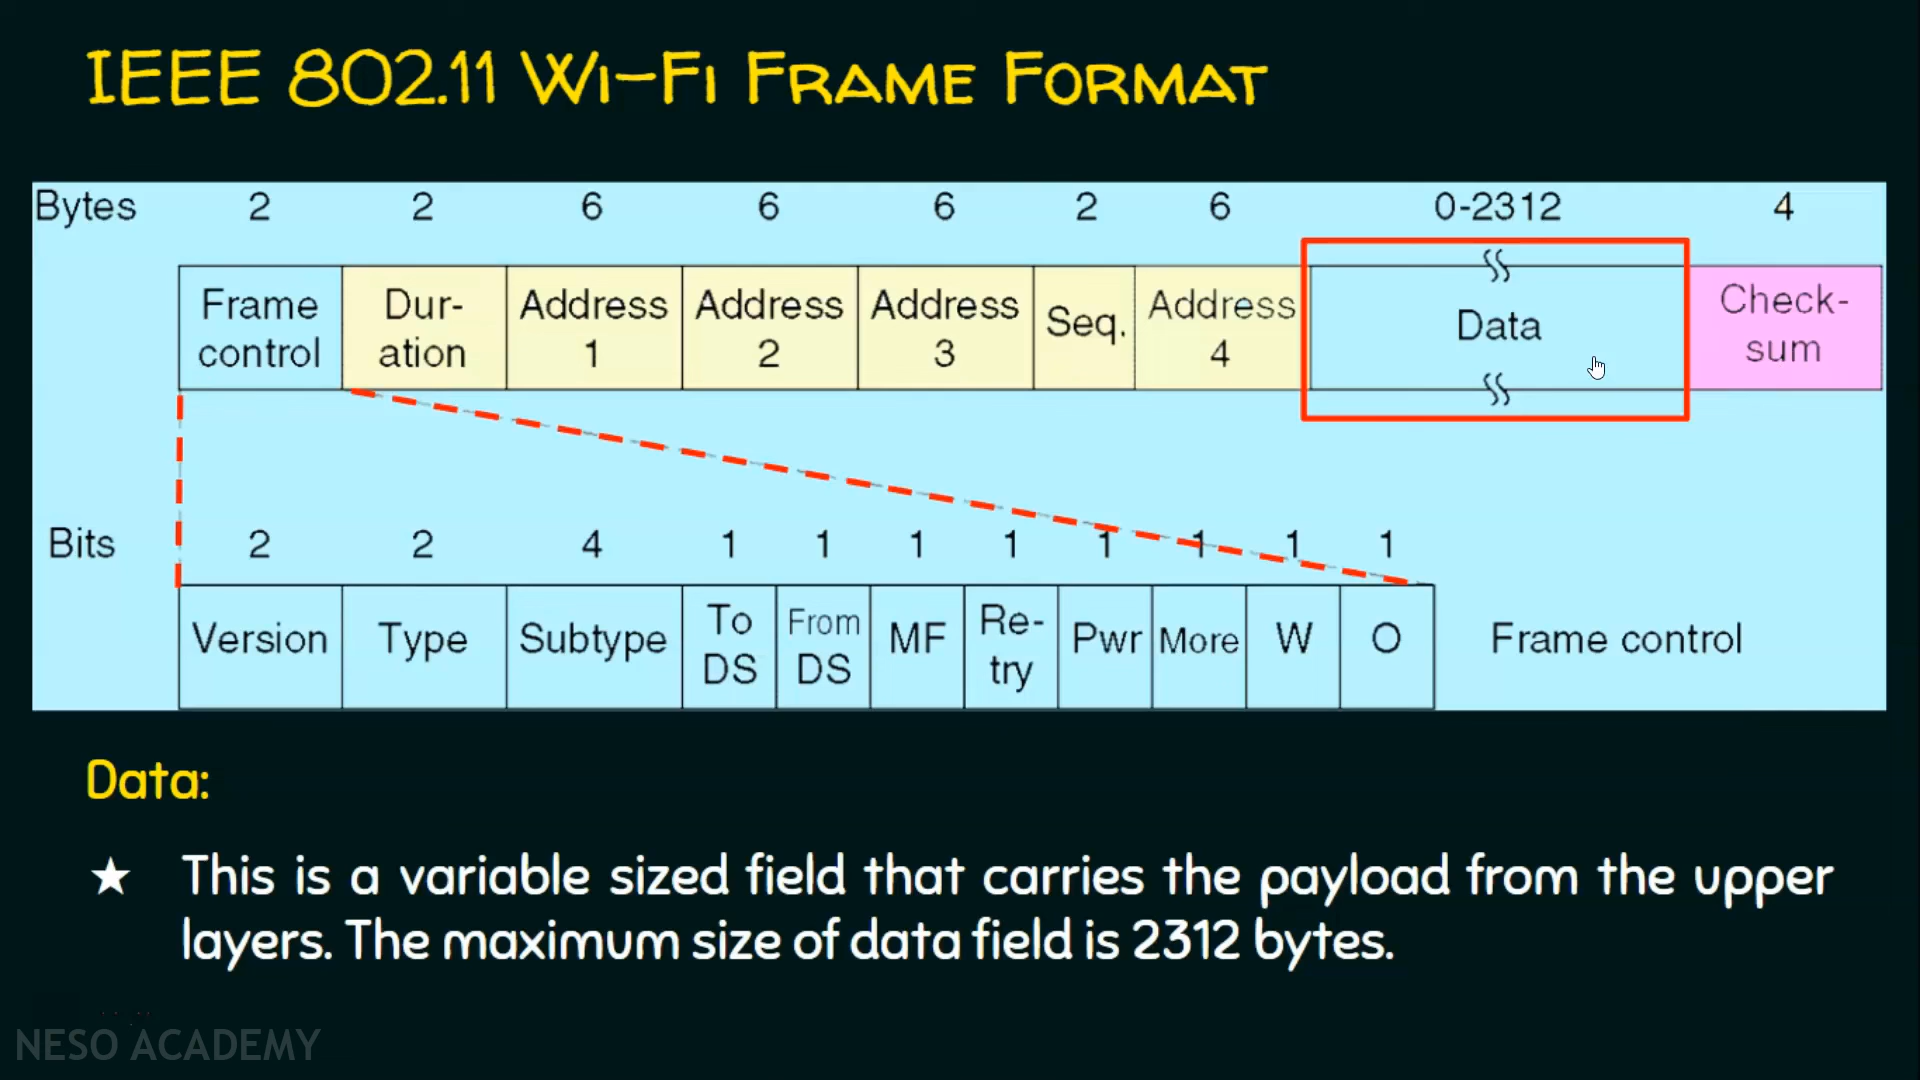 IEEE 802.11 Wi-Fi Frame Format
Bytes 2 2 6 6 6 2 6 0-2312 4
Frame control Dur-ation Address 1 Address 2 Address 3 Seq. Address 4 Data Check-sum
Bits 2 2 4 1 1 1 1 1 1 1 1
Version Type Subtype To DS From DS MF Re-try Pwr More W O Frame control
Data:
★ This is a variable sized field that carries the payload from the upper
layers. The maximum size of data field is 2312 bytes.
NESO ACADEMY